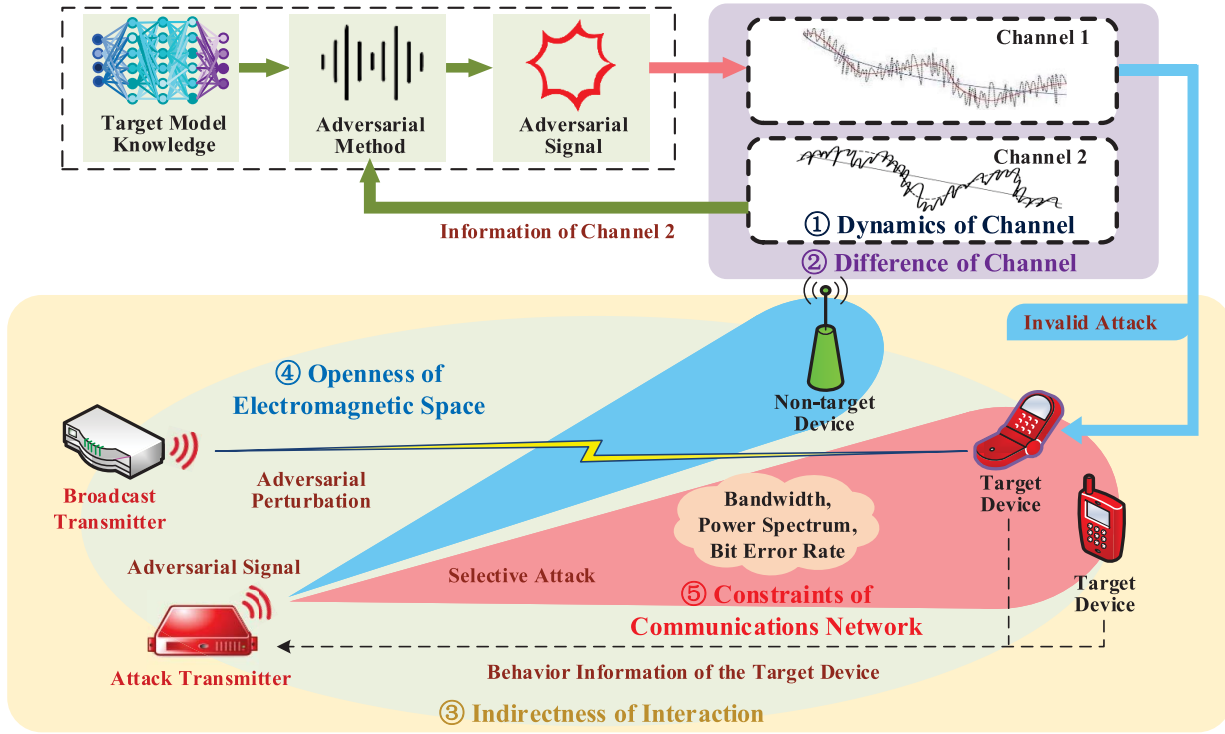 Target Model
Knowledge
Adversarial
Method
Adversarial
Signal
Channel 1
Channel 2
① Dynamics of Channel
② Difference of Channel
Information of Channel 2
Invalid Attack
④ Openness of
Electromagnetic Space
Non-target
Device
Broadcast
Transmitter
Adversarial
Perturbation
Target
Device
Bandwidth,
Power Spectrum,
Bit Error Rate
Target
Device
Adversarial Signal
Selective Attack
⑤ Constraints of
Communications Network
Attack Transmitter
Behavior Information of the Target Device
③ Indirectness of Interaction